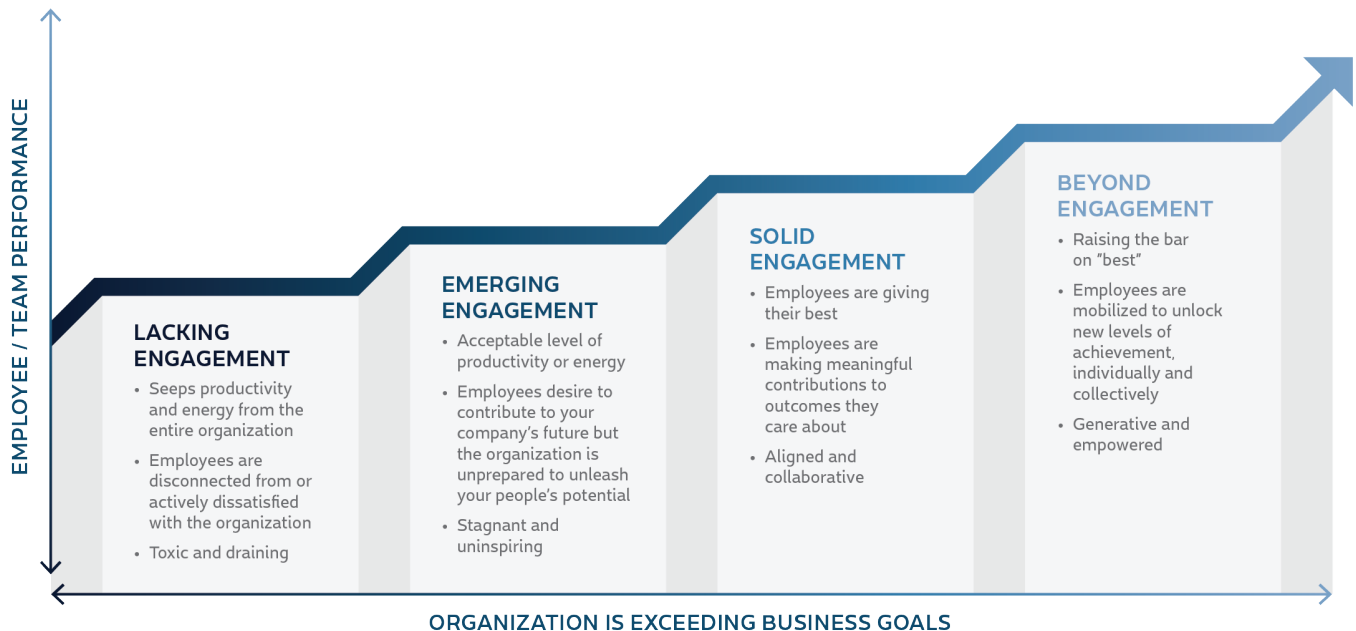 EMPLOYEE / TEAM PERFORMANCE
LACKING
ENGAGEMENT
• Seeps productivity
and energy from the
entire organization
• Employees are
disconnected from or
actively dissatisfied
with the organization
• Toxic and draining
EMERGING
ENGAGEMENT
• Acceptable level of
productivity or energy
• Employees desire to
contribute to your
company's future but
the organization is
unprepared to unleash
your people's potential
• Stagnant and
uninspiring
SOLID
ENGAGEMENT
• Employees are giving
their best
• Employees are
making meaningful
contributions to
outcomes they
care about
• Aligned and
collaborative
BEYOND
ENGAGEMENT
• Raising the bar
on "best"
• Employees are
mobilized to unlock
new levels of
achievement,
individually and
collectively
• Generative and
empowered
ORGANIZATION IS EXCEEDING BUSINESS GOALS